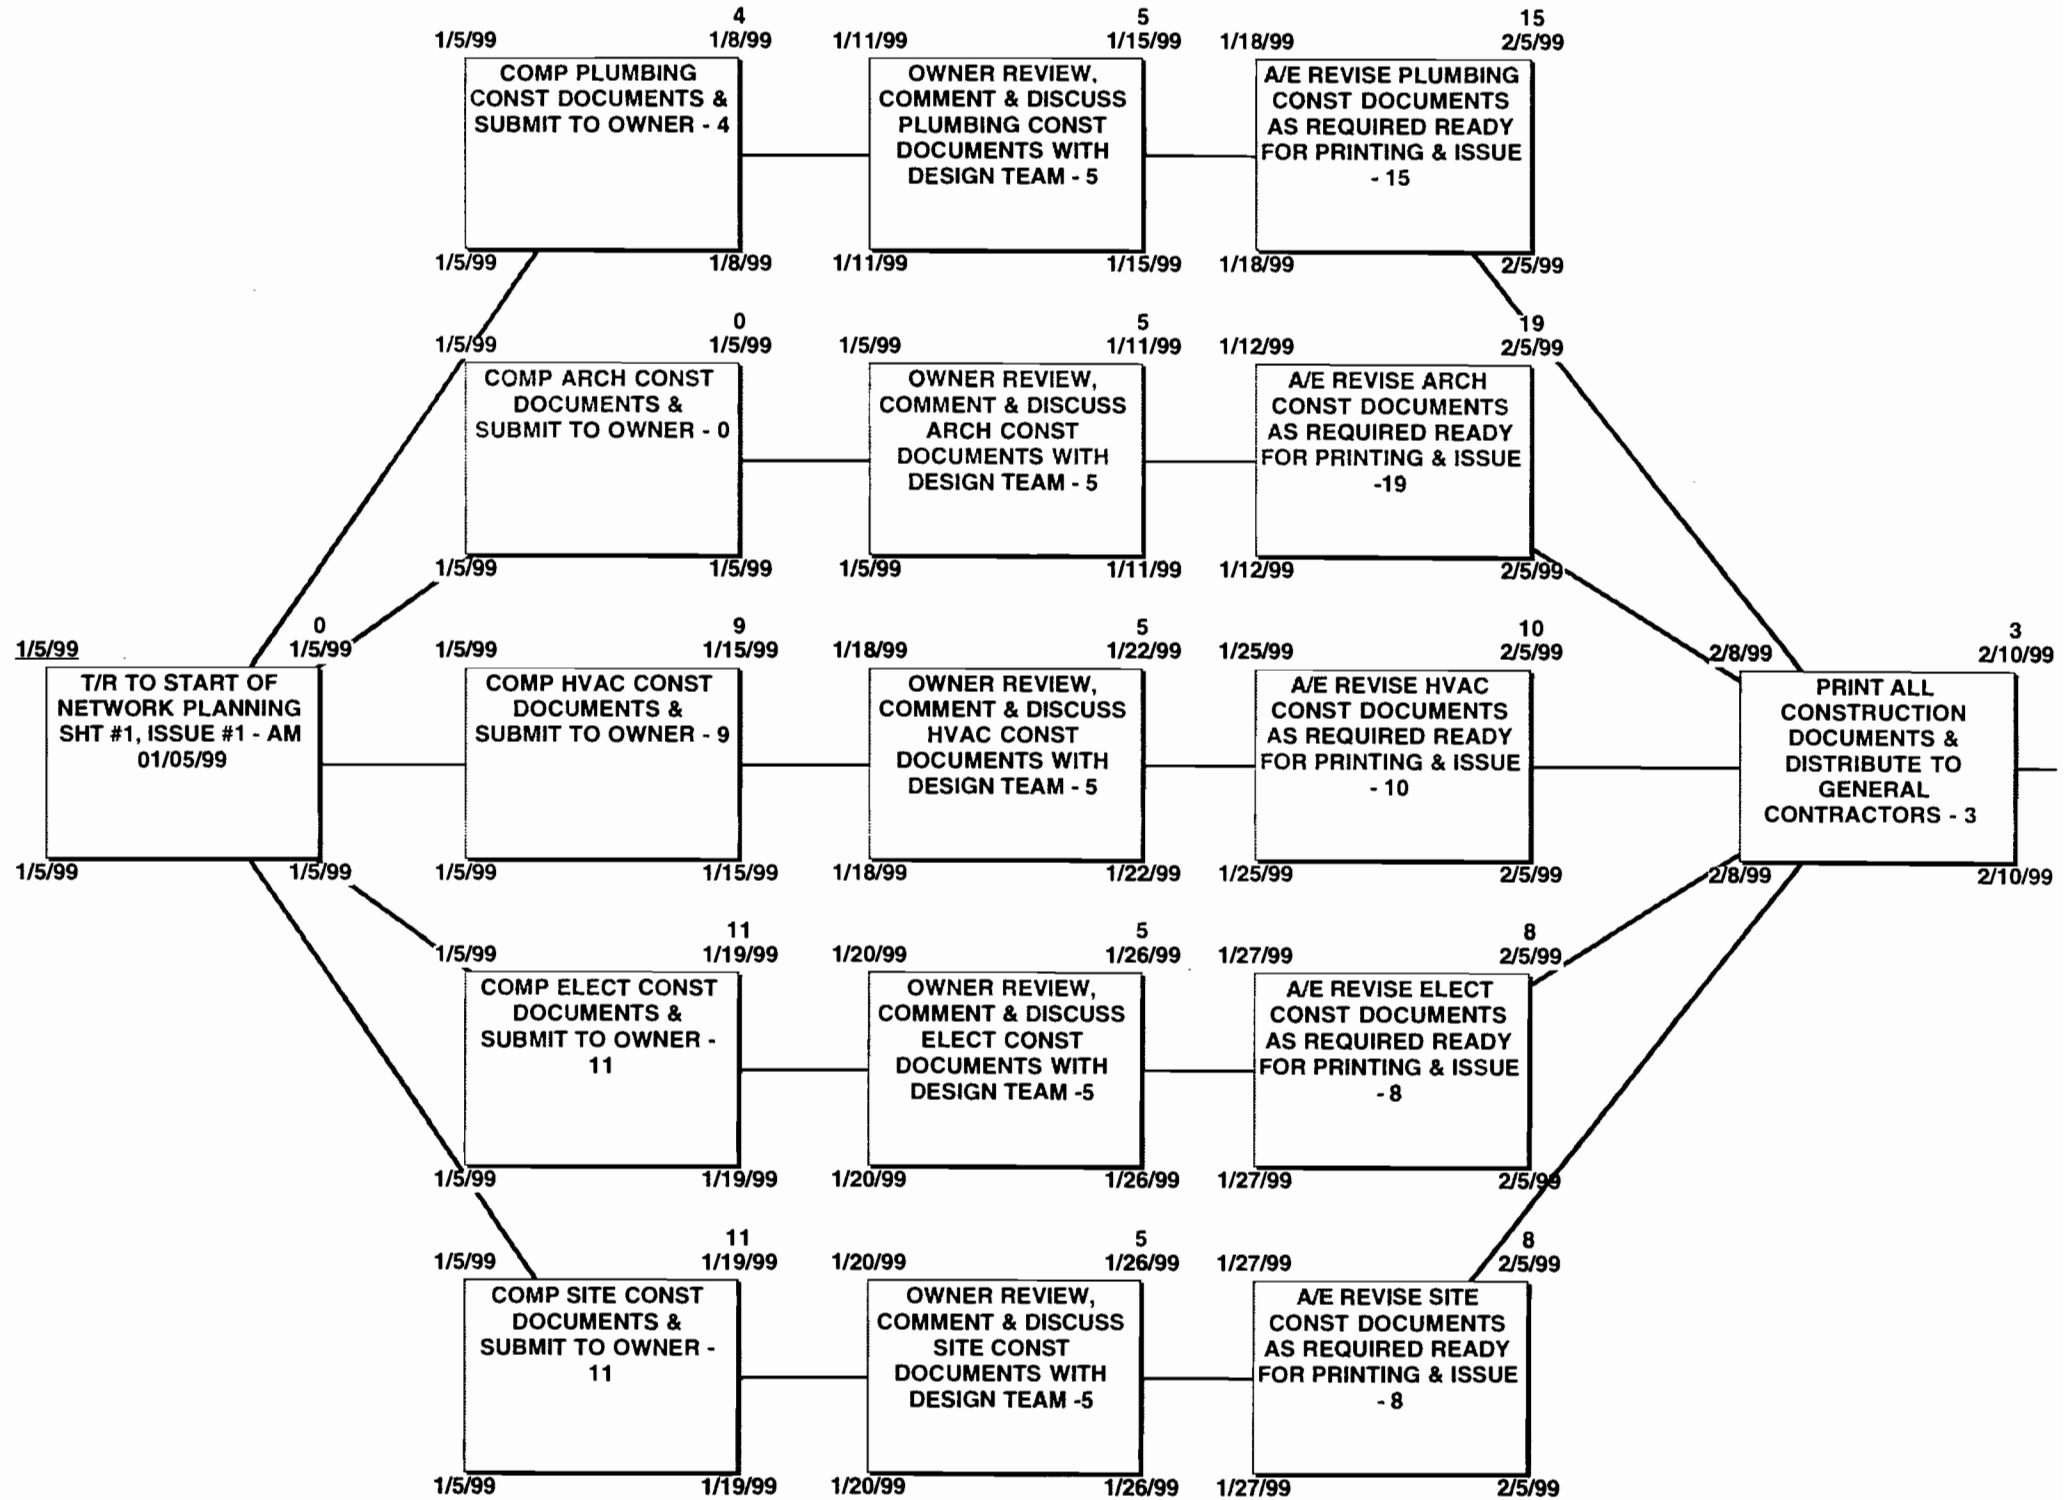 4
1/5/99 1/8/99
COMP PLUMBING
CONST DOCUMENTS &
SUBMIT TO OWNER - 4
1/5/99 1/8/99
5
1/11/99 1/15/99
OWNER REVIEW,
COMMENT & DISCUSS
PLUMBING CONST
DOCUMENTS WITH
DESIGN TEAM - 5
1/11/99 1/15/99
15
1/18/99 2/5/99
A/E REVISE PLUMBING
CONST DOCUMENTS
AS REQUIRED READY
FOR PRINTING & ISSUE
- 15
1/18/99 2/5/99
0
1/5/99 1/5/99
COMP ARCH CONST
DOCUMENTS &
SUBMIT TO OWNER - 0
1/5/99 1/5/99
5
1/5/99 1/11/99
OWNER REVIEW,
COMMENT & DISCUSS
ARCH CONST
DOCUMENTS WITH
DESIGN TEAM - 5
1/5/99 1/11/99
19
1/12/99 2/5/99
A/E REVISE ARCH
CONST DOCUMENTS
AS REQUIRED READY
FOR PRINTING & ISSUE
-19
1/12/99 2/5/99
0
1/5/99 1/5/99
T/R TO START OF
NETWORK PLANNING
SHT #1, ISSUE #1 - AM
01/05/99
1/5/99 1/5/99
9
1/5/99 1/15/99
COMP HVAC CONST
DOCUMENTS &
SUBMIT TO OWNER - 9
1/5/99 1/15/99
5
1/18/99 1/22/99
OWNER REVIEW,
COMMENT & DISCUSS
HVAC CONST
DOCUMENTS WITH
DESIGN TEAM - 5
1/18/99 1/22/99
10
1/25/99 2/5/99
A/E REVISE HVAC
CONST DOCUMENTS
AS REQUIRED READY
FOR PRINTING & ISSUE
- 10
1/25/99 2/5/99
3
2/8/99 2/10/99
PRINT ALL
CONSTRUCTION
DOCUMENTS &
DISTRIBUTE TO
GENERAL
CONTRACTORS - 3
2/8/99 2/10/99
11
1/5/99 1/19/99
COMP ELECT CONST
DOCUMENTS &
SUBMIT TO OWNER -
11
1/5/99 1/19/99
5
1/20/99 1/26/99
OWNER REVIEW,
COMMENT & DISCUSS
ELECT CONST
DOCUMENTS WITH
DESIGN TEAM -5
1/20/99 1/26/99
8
1/27/99 2/5/99
A/E REVISE ELECT
CONST DOCUMENTS
AS REQUIRED READY
FOR PRINTING & ISSUE
- 8
1/27/99 2/5/99
11
1/5/99 1/19/99
COMP SITE CONST
DOCUMENTS &
SUBMIT TO OWNER -
11
1/5/99 1/19/99
5
1/20/99 1/26/99
OWNER REVIEW,
COMMENT & DISCUSS
SITE CONST
DOCUMENTS WITH
DESIGN TEAM -5
1/20/99 1/26/99
8
1/27/99 2/5/99
A/E REVISE SITE
CONST DOCUMENTS
AS REQUIRED READY
FOR PRINTING & ISSUE
- 8
1/27/99 2/5/99